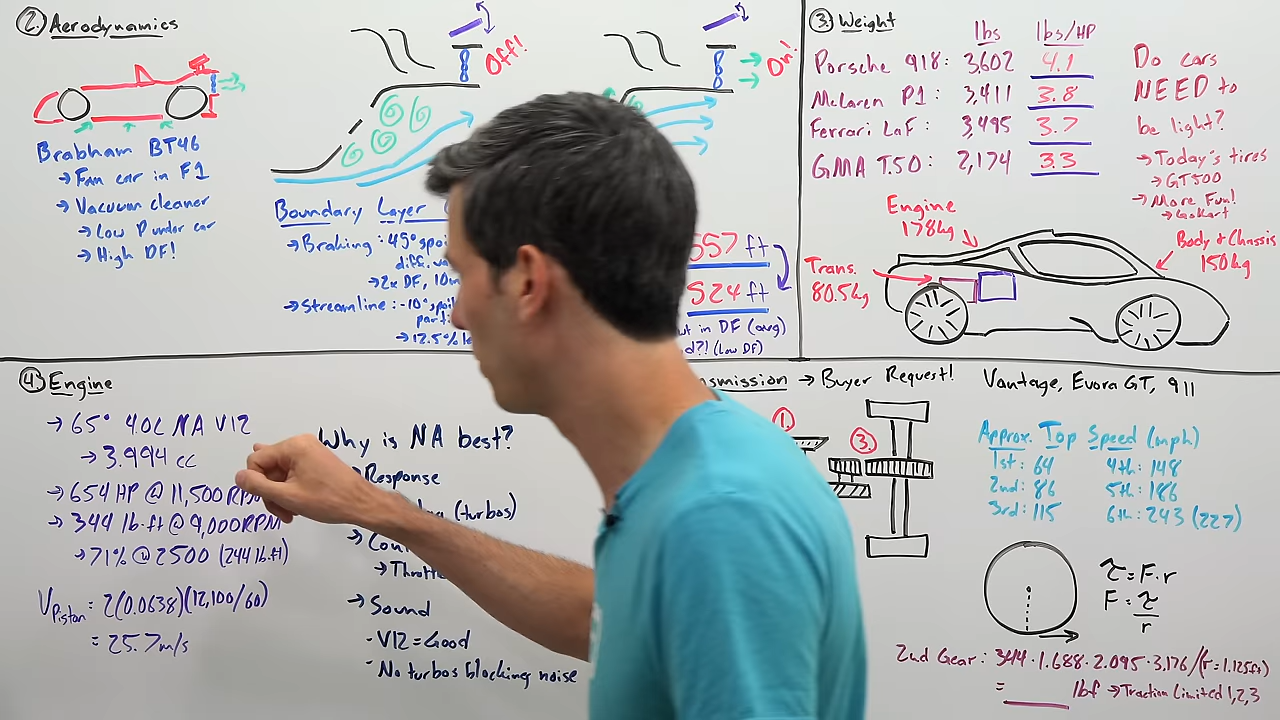 2. Aerodynamics
Off!
On!
Brabham BT46
→ Fan car in F1
→ Vacuum cleaner
→ Low P under car
→ High DF!
Boundary Layer
→ Braking: 45° spoi
diff. va
→ 2x DF, 10m
→ Streamline: -10° spoil
parti
→ 12.5% le
557 ft
524 ft
ut in DF (avg)
d?! (Low DF)
3. Weight
lbs lbs/HP
Porsche 918: 3,602 4.1
McLaren P1: 3,411 3.8
Ferrari LaF: 3,495 3.7
GMA T.50: 2,174 3.3
Do cars
NEED to
be light?
→ Today's tires
→ GT500
→ More Fun!
→ GoKart
Engine
178kg
Trans.
80.5kg
Body + Chassis
150kg
4. Engine
→ 65° 4.0L NA V12
→ 3,994 cc
→ 654 HP @ 11,500 RPM
→ 344 lb-ft @ 9,000 RPM
→ 71% @ 2500 (244 lb.ft)
VPiston = 2(0.0638)(12,100/60)
= 25.7m/s
Why is NA best?
Response
(turbos)
→ Throttl
→ Sound
- V12 = Good
- No turbos blocking noise
nsmission → Buyer Request!
1.
3.
Vantage, Evora GT, 911
Approx. Top Speed (mph)
1st: 64 4th: 148
2nd: 86 5th: 186
3rd: 115 6th: 243 (227)
τ = F·r
F = τ
r
2nd Gear: 344·1.688·2.095·3.176/(r=1.125ft)
= ____ lbf → Traction Limited 1,2,3